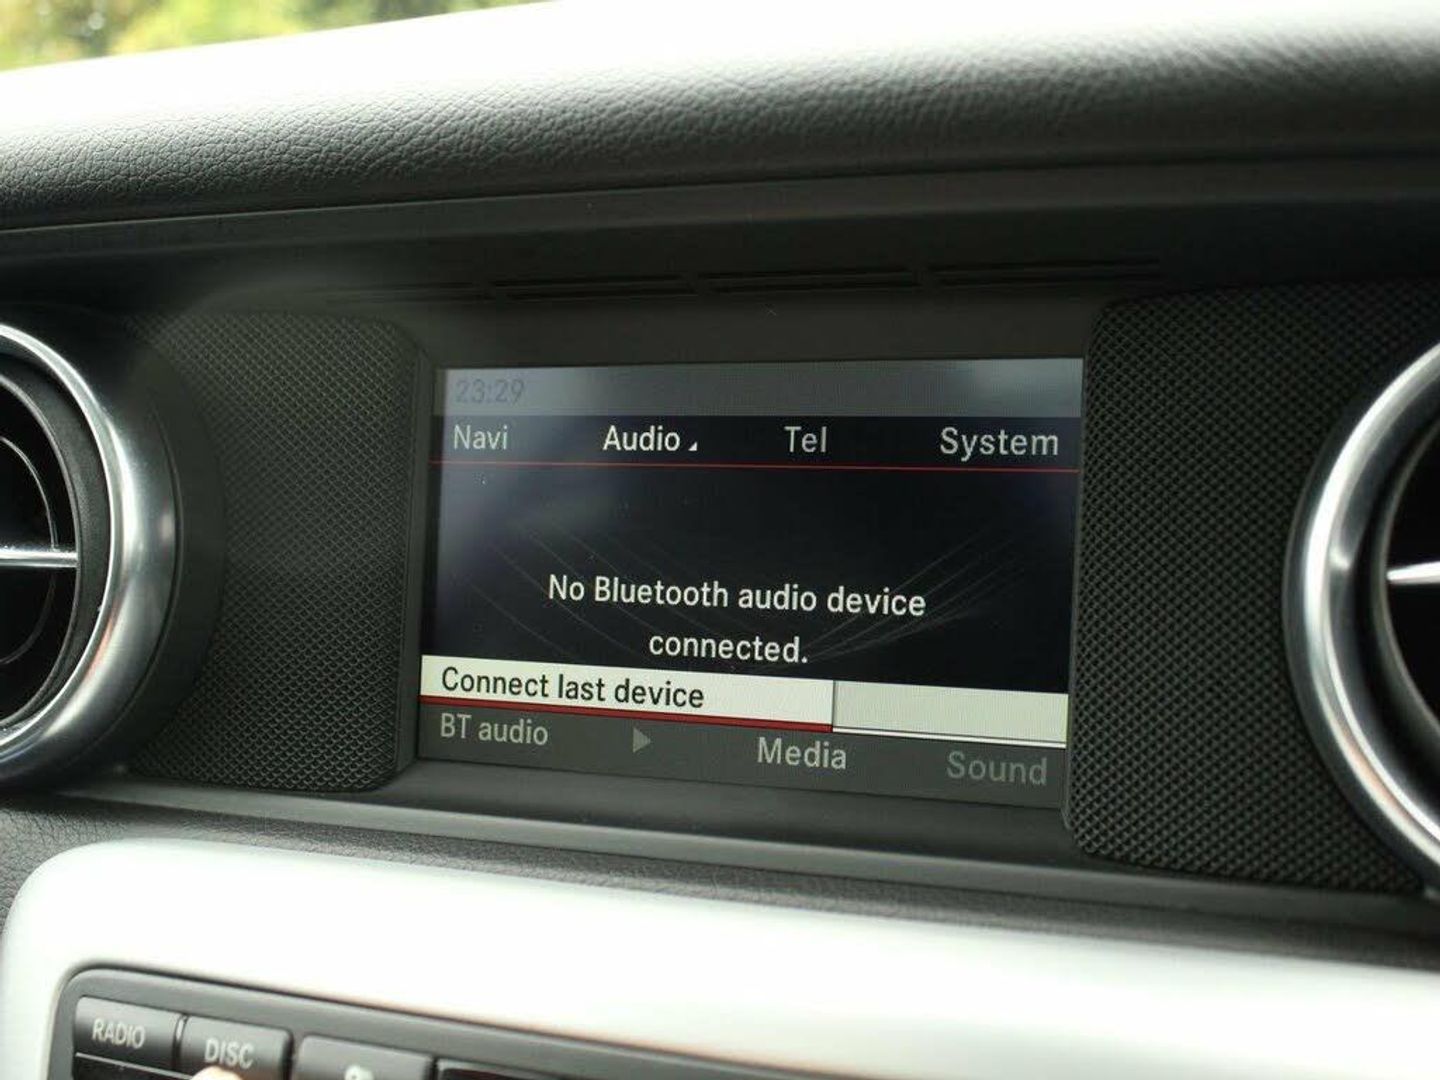 23:29
Navi Audio Tel System
No Bluetooth audio device
connected.
Connect last device
BT audio Media Sound
RADIO DISC